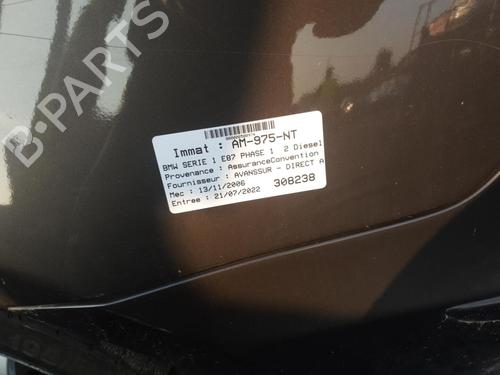 B-PARTS
Immat : AM-975-NT
BMW SERIE 1 E87 PHASE 1 2 Diesel
Provenance : AssuranceConvention
Fournisseur : AVANSSUR - DIRECT A
Mec : 13/11/2006
308238
Entree : 21/07/2022